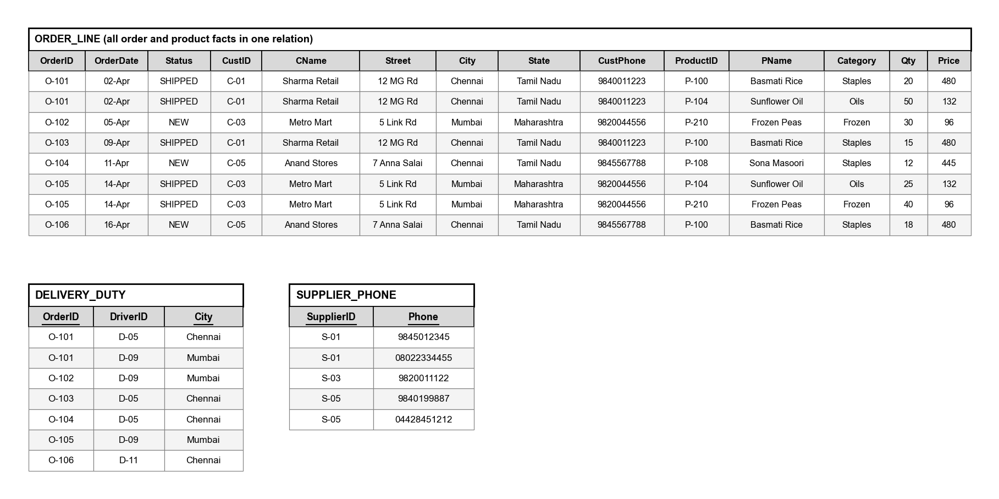 ORDER_LINE (all order and product facts in one relation)
OrderID OrderDate Status CustID CName Street City State CustPhone ProductID PName Category Qty Price
O-101 02-Apr SHIPPED C-01 Sharma Retail 12 MG Rd Chennai Tamil Nadu 9840011223 P-100 Basmati Rice Staples 20 480
O-101 02-Apr SHIPPED C-01 Sharma Retail 12 MG Rd Chennai Tamil Nadu 9840011223 P-104 Sunflower Oil Oils 50 132
O-102 05-Apr NEW C-03 Metro Mart 5 Link Rd Mumbai Maharashtra 9820044556 P-210 Frozen Peas Frozen 30 96
O-103 09-Apr SHIPPED C-01 Sharma Retail 12 MG Rd Chennai Tamil Nadu 9840011223 P-100 Basmati Rice Staples 15 480
O-104 11-Apr NEW C-05 Anand Stores 7 Anna Salai Chennai Tamil Nadu 9845567788 P-108 Sona Masoori Staples 12 445
O-105 14-Apr SHIPPED C-03 Metro Mart 5 Link Rd Mumbai Maharashtra 9820044556 P-104 Sunflower Oil Oils 25 132
O-105 14-Apr SHIPPED C-03 Metro Mart 5 Link Rd Mumbai Maharashtra 9820044556 P-210 Frozen Peas Frozen 40 96
O-106 16-Apr NEW C-05 Anand Stores 7 Anna Salai Chennai Tamil Nadu 9845567788 P-100 Basmati Rice Staples 18 480
DELIVERY_DUTY
OrderID DriverID City
O-101 D-05 Chennai
O-101 D-09 Mumbai
O-102 D-09 Mumbai
O-103 D-05 Chennai
O-104 D-05 Chennai
O-105 D-09 Mumbai
O-106 D-11 Chennai
SUPPLIER_PHONE
SupplierID Phone
S-01 9845012345
S-01 08022334455
S-03 9820011122
S-05 9840199887
S-05 04428451212